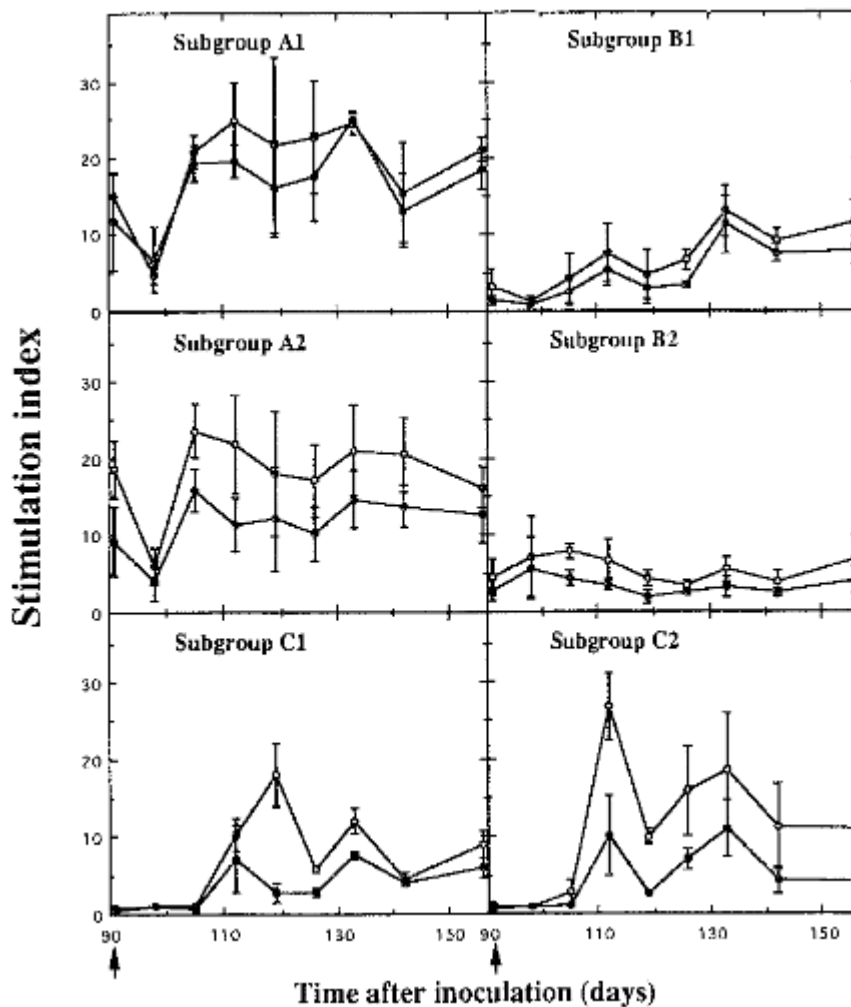 Subgroup A1
Subgroup B1
30
20
10
0
Subgroup A2
Subgroup B2
30
20
10
0
Subgroup C1
Subgroup C2
30
20
10
0
90 110 130 90 110 130 150
Stimulation index
Time after inoculation (days)